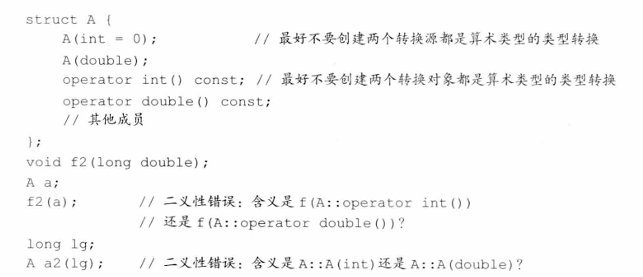 struct A {
    A(int = 0);            // 最好不要创建两个转换源都是算术类型的类型转换
    A(double);
    operator int() const; // 最好不要创建两个转换对象都是算术类型的类型转换
    operator double() const;
    // 其他成员
};
void f2(long double);
A a;
f2(a);        // 二义性错误：含义是 f(A::operator int())
              // 还是 f(A::operator double())?
long lg;
A a2(lg);     // 二义性错误：含义是A::A(int)还是A::A(double)?